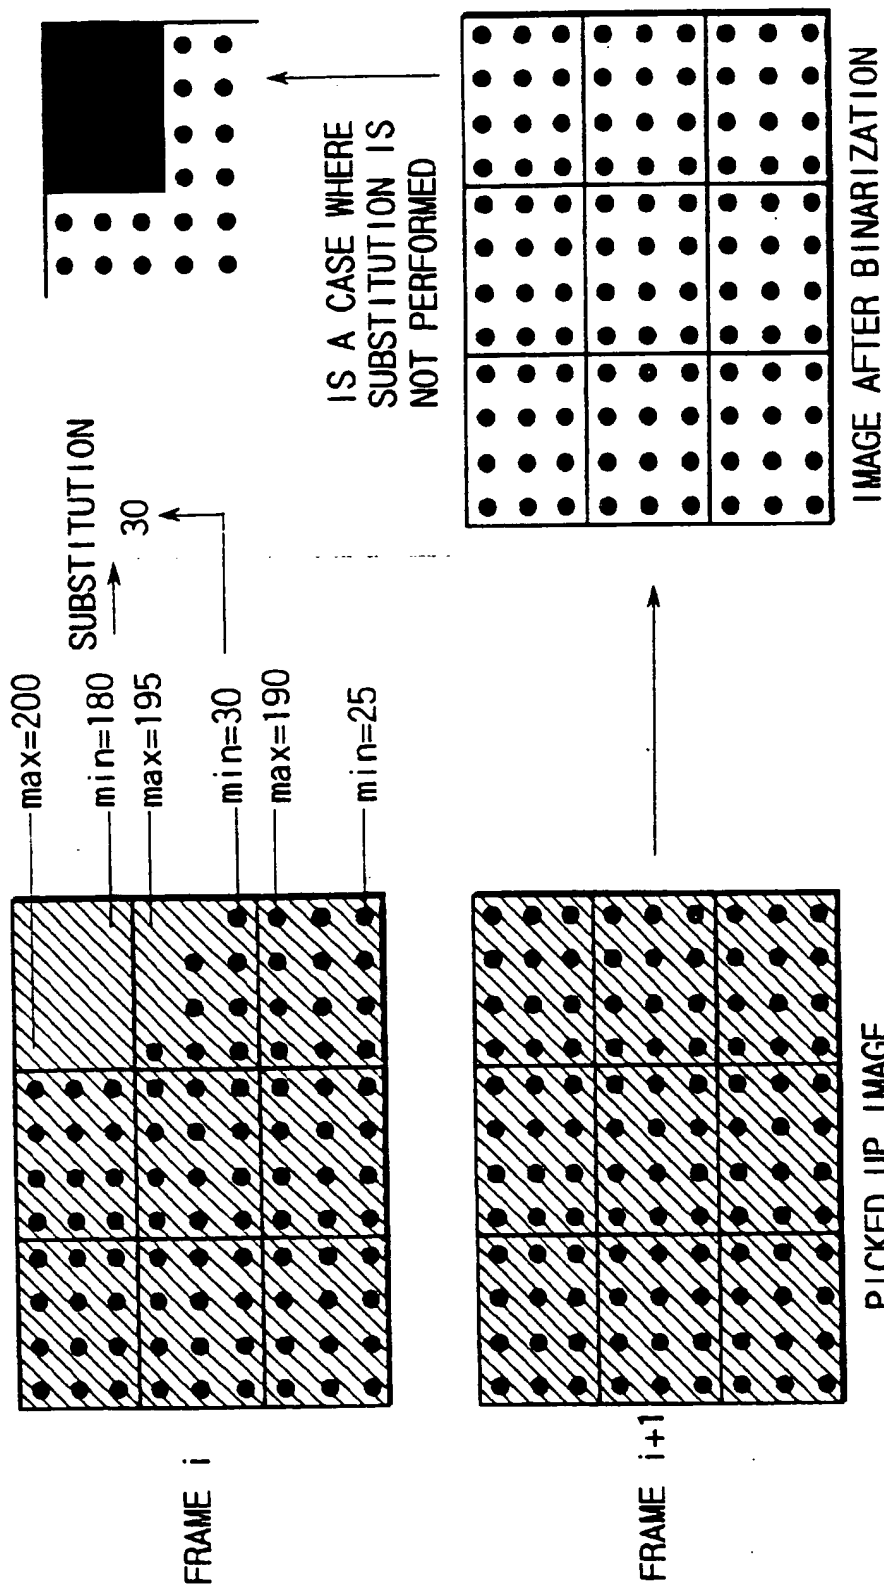 FRAME i
max=200
min=180
max=195
min=30
max=190
min=25
SUBSTITUTION
30
IS A CASE WHERE
SUBSTITUTION IS
NOT PERFORMED
FRAME i+1
PICKED UP IMAGE
IMAGE AFTER BINARIZATION